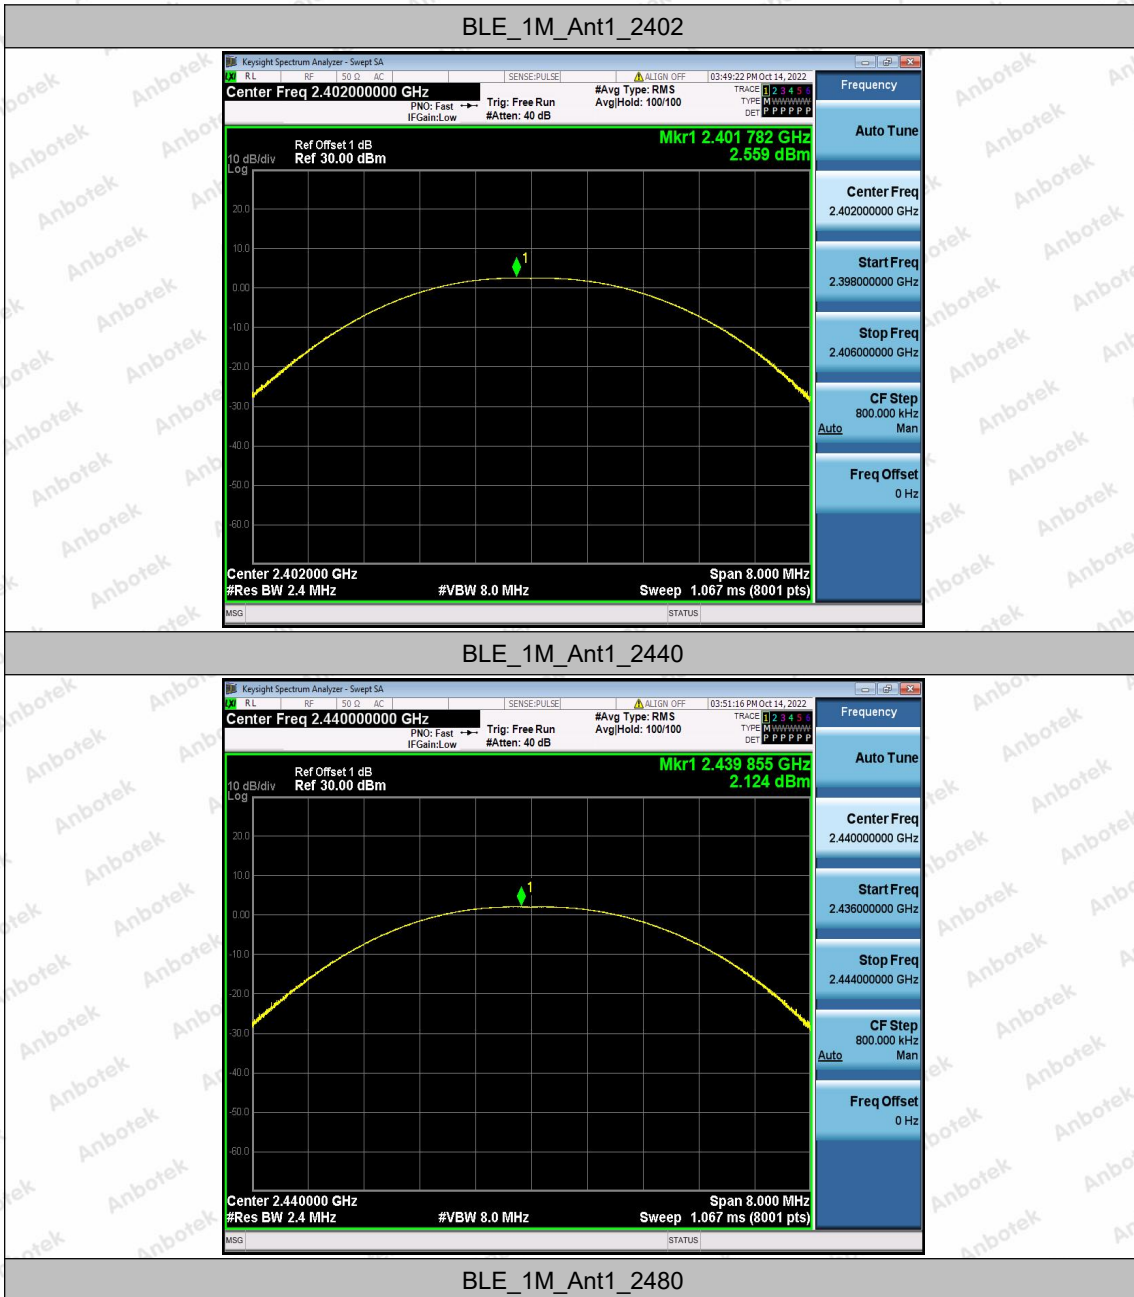 BLE_1M_Ant1_2402
Keysight Spectrum Analyzer - Swept SA
RL RF 50 Ω AC SENSE:PULSE ALIGN OFF 03:49:22 PM Oct 14, 2022
Center Freq 2.402000000 GHz
PNO: Fast
IFGain:Low
Trig: Free Run
#Atten: 40 dB
#Avg Type: RMS
Avg|Hold: 100/100
TRACE 1 2 3 4 5 6
TYPE M W W W W W
DET P P P P P P
Frequency
Mkr1 2.401 782 GHz
2.559 dBm
Ref Offset 1 dB
10 dB/div Ref 30.00 dBm
Log
20.0
10.0
0.00
-10.0
-20.0
-30.0
-40.0
-50.0
-60.0
1
Center 2.402000 GHz Span 8.000 MHz
#Res BW 2.4 MHz #VBW 8.0 MHz Sweep 1.067 ms (8001 pts)
Auto Tune
Center Freq
2.402000000 GHz
Start Freq
2.398000000 GHz
Stop Freq
2.406000000 GHz
CF Step
800.000 kHz
Auto Man
Freq Offset
0 Hz
MSG STATUS
BLE_1M_Ant1_2440
Keysight Spectrum Analyzer - Swept SA
RL RF 50 Ω AC SENSE:PULSE ALIGN OFF 03:51:16 PM Oct 14, 2022
Center Freq 2.440000000 GHz
PNO: Fast
IFGain:Low
Trig: Free Run
#Atten: 40 dB
#Avg Type: RMS
Avg|Hold: 100/100
TRACE 1 2 3 4 5 6
TYPE M W W W W W
DET P P P P P P
Frequency
Mkr1 2.439 855 GHz
2.124 dBm
Ref Offset 1 dB
10 dB/div Ref 30.00 dBm
Log
20.0
10.0
0.00
-10.0
-20.0
-30.0
-40.0
-50.0
-60.0
1
Center 2.440000 GHz Span 8.000 MHz
#Res BW 2.4 MHz #VBW 8.0 MHz Sweep 1.067 ms (8001 pts)
Auto Tune
Center Freq
2.440000000 GHz
Start Freq
2.436000000 GHz
Stop Freq
2.444000000 GHz
CF Step
800.000 kHz
Auto Man
Freq Offset
0 Hz
MSG STATUS
BLE_1M_Ant1_2480